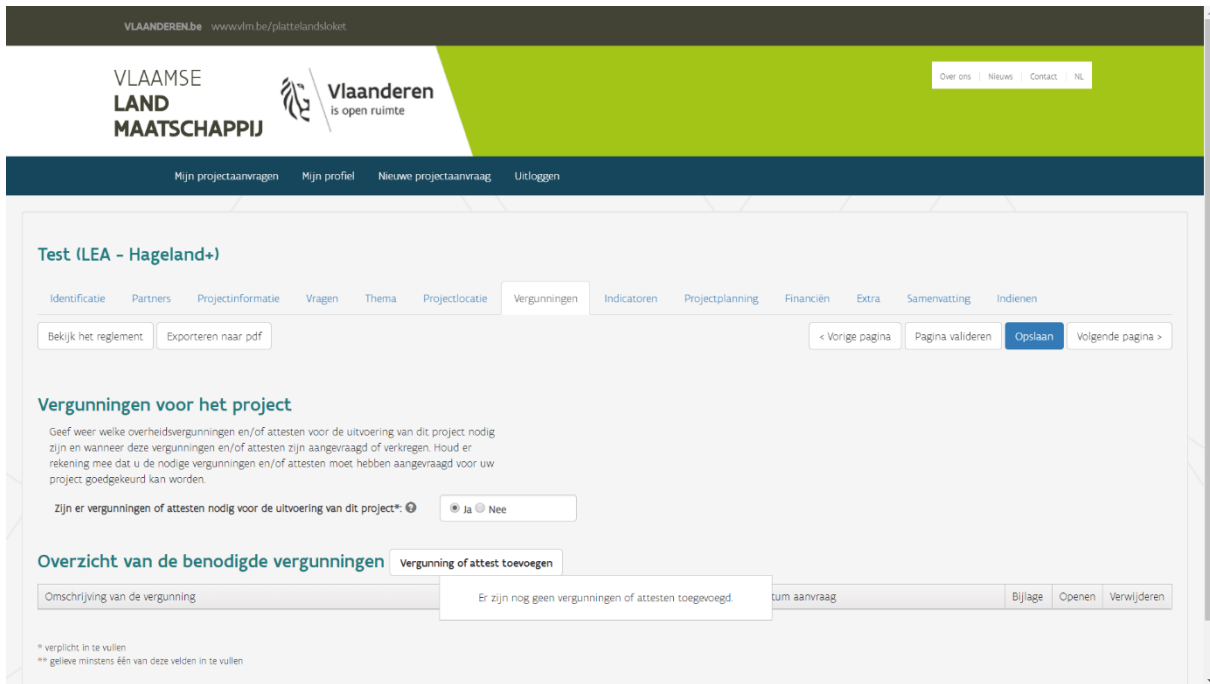 VLAANDEREN.be www.vlm.be/plattelandsloket
VLAAMSE
LAND
MAATSCHAPPIJ
Vlaanderen
is open ruimte
Over ons Nieuws Contact NL
Mijn projectaanvragen Mijn profiel Nieuwe projectaanvraag Uitloggen
Test (LEA - Hageland+)
Identificatie Partners Projectinformatie Vragen Thema Projectlocatie Vergunningen Indicatoren Projectplanning Financiën Extra Samenvatting Indienen
Bekijk het reglement Exporteren naar pdf < Vorige pagina Pagina valideren Opslaan Volgende pagina >
Vergunningen voor het project
Geef weer welke overheidsvergunningen en/of attesten voor de uitvoering van dit project nodig
zijn en wanneer deze vergunningen en/of attesten zijn aangevraagd of verkregen. Houd er
rekening mee dat u de nodige vergunningen en/of attesten moet hebben aangevraagd voor uw
project goedgekeurd kan worden.
Zijn er vergunningen of attesten nodig voor de uitvoering van dit project*: Ja Nee
Overzicht van de benodigde vergunningen Vergunning of attest toevoegen
Omschrijving van de vergunning Er zijn nog geen vergunningen of attesten toegevoegd. tum aanvraag Bijlage Openen Verwijderen
* verplicht in te vullen
** gelieve minstens één van deze velden in te vullen